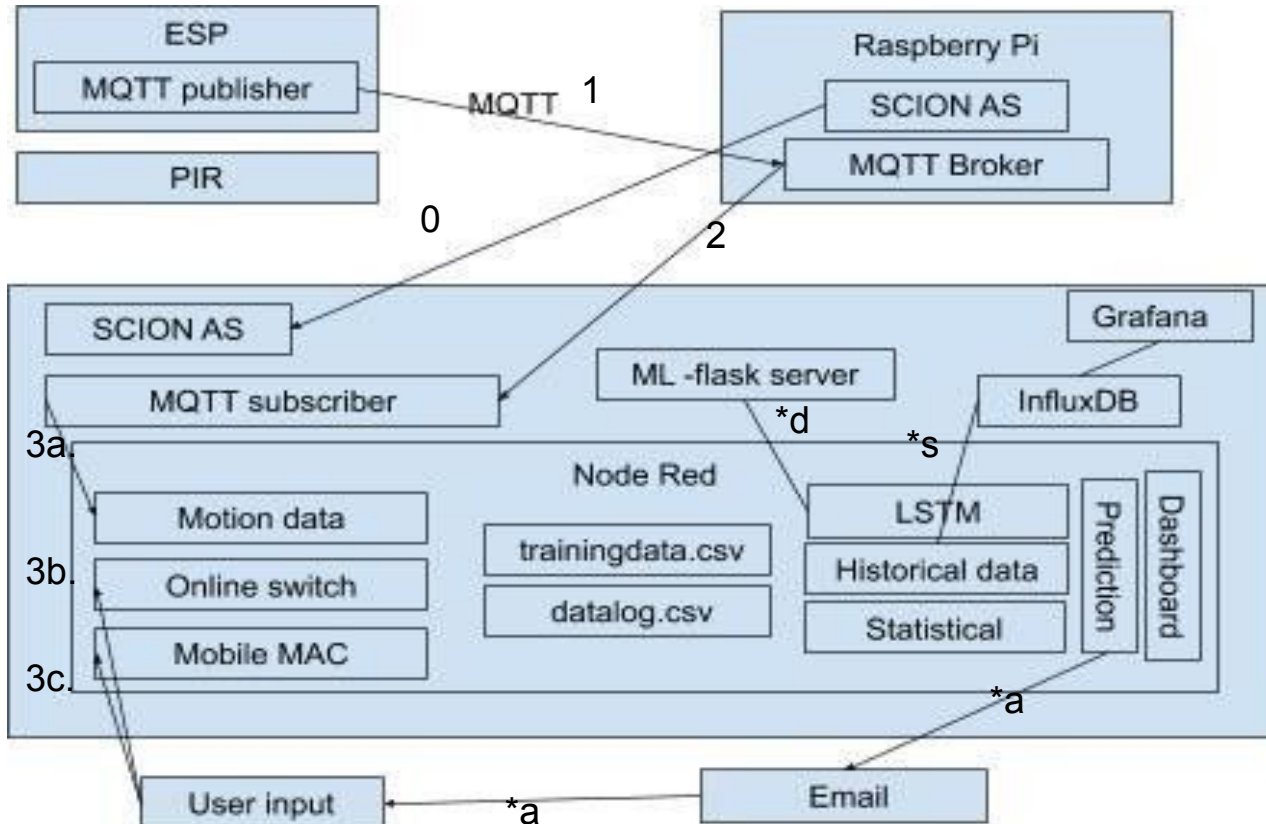 ESP
MQTT publisher
PIR
MQTT 1
Raspberry Pi
SCION AS
MQTT Broker
0
2
SCION AS
MQTT subscriber
ML -flask server
Grafana
InfluxDB
*d
*s
3a.
Node Red
Motion data
3b.
Online switch
Mobile MAC
3c.
trainingdata.csv
datalog.csv
LSTM
Historical data
Statistical
Prediction
Dashboard
*a
User input
*a
Email